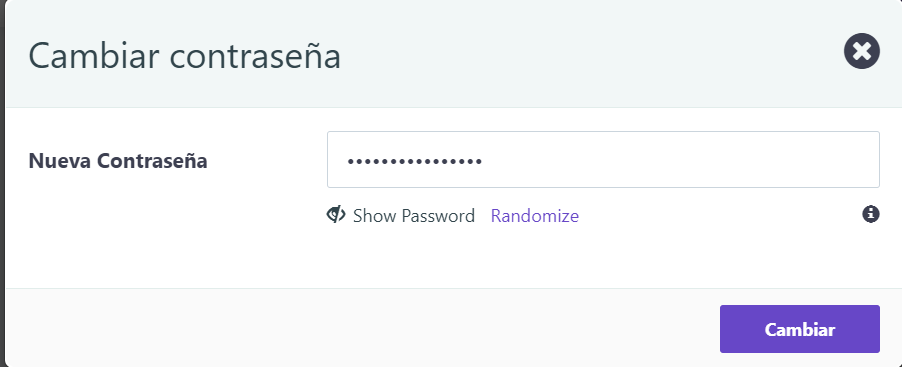 Cambiar contraseña
Nueva Contraseña
••••••••••••••••
Show Password Randomize
Cambiar